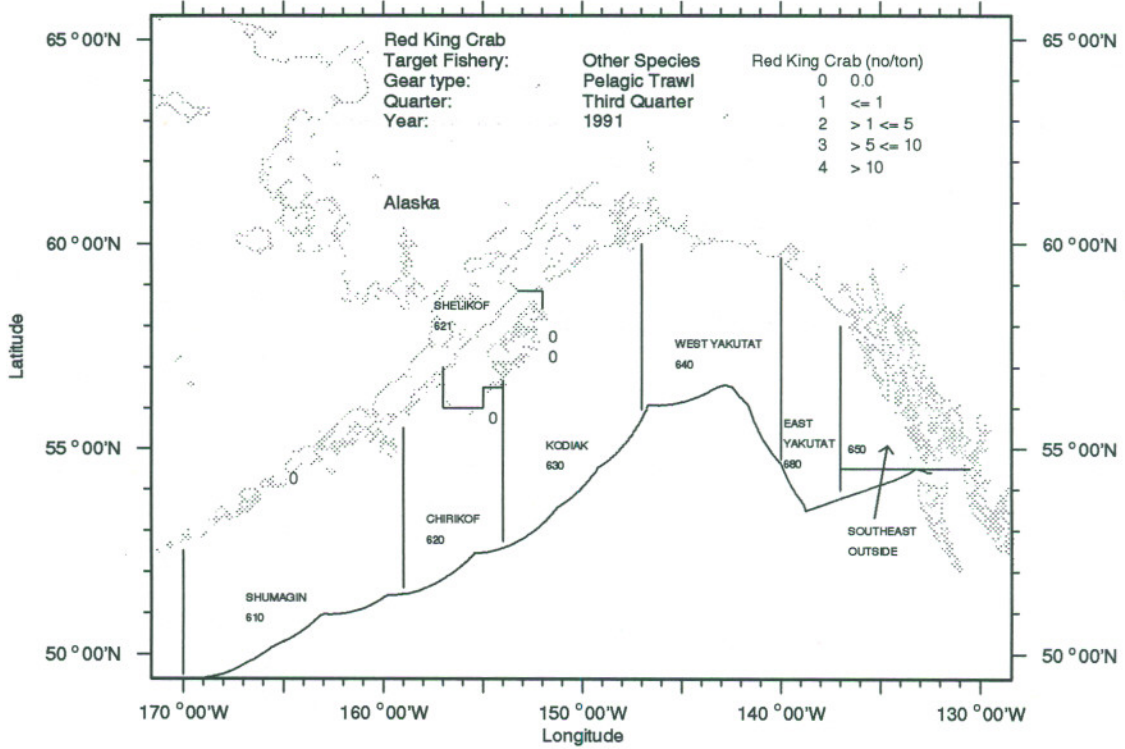 65 °00'N
65 °00'N
Red King Crab
Target Fishery: Other Species
Gear type: Pelagic Trawl
Quarter: Third Quarter
Year: 1991
Red King Crab (no/ton)
0 0.0
1 <= 1
2 > 1 <= 5
3 > 5 <= 10
4 > 10
Alaska
60 °00'N
60 °00'N
SHELIKOF
621
0
0
WEST YAKUTAT
640
0
EAST
YAKUTAT
680
650
KODIAK
630
55 °00'N
55 °00'N
0
CHIRIKOF
620
SOUTHEAST
OUTSIDE
SHUMAGIN
610
50 °00'N
50 °00'N
Latitude
170 °00'W
160 °00'W
150 °00'W
140 °00'W
130 °00'W
Longitude